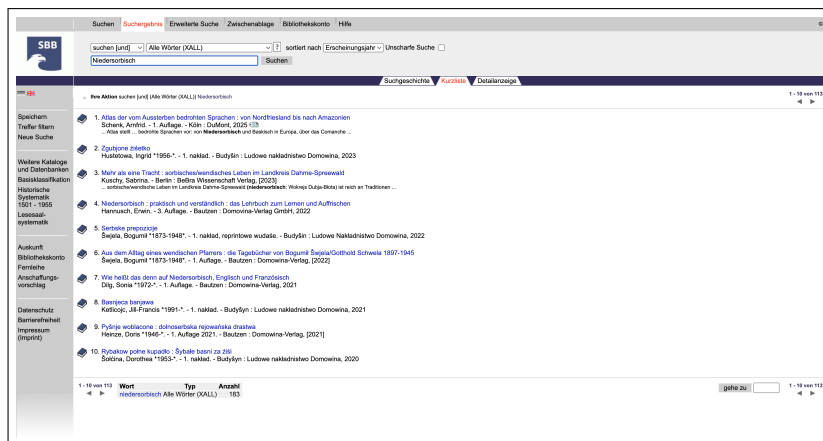 Suchen Suchergebnis Erweiterte Suche Zwischenablage Bibliothekskonto Hilfe
SBB
suchen [und] Alle Wörter (XALL) ? sortiert nach Erscheinungsjahr Unscharfe Suche
Niedersorbisch Suchen
Suchgeschichte Kurzliste Detailanzeige
Ihre Aktion suchen [und] (Alle Wörter (XALL)) Niedersorbisch
1 - 10 von 113
Speichern
Treffer filtern
Neue Suche
Weitere Kataloge
und Datenbanken
Basisklassifikation
Historische
Systematik
1501 - 1955
Lesesaal-
systematik
Auskunft
Bibliothekskonto
Fernleihe
Anschaffungs-
vorschlag
Datenschutz
Barrierefreiheit
Impressum
(Imprint)
1. Atlas der vom Aussterben bedrohten Sprachen : von Nordfriesland bis nach Amazonien
Schenk, Arnfrid. - 1. Auflage. - Köln : DuMont, 2025
... Atlas stellt ... bedrohte Sprachen vor: von Niedersorbisch und Baskisch in Europa, über das Comanche ...
2. Zgubjone žišetko
Hustetowa, Ingrid *1956-*. - 1. nakład. - Budyšin : Ludowe nakładnistwo Domowina, 2023
3. Mehr als eine Tracht : sorbisches/wendisches Leben im Landkreis Dahme-Spreewald
Kuschy, Sabrina. - Berlin : BeBra Wissenschaft Verlag, [2023]
... sorbische/wendische Leben im Landkreis Dahme-Spreewald (niedersorbisch: Wokrejs Dubja-Błota) ist reich an Traditionen ...
4. Niedersorbisch : praktisch und verständlich : das Lehrbuch zum Lernen und Auffrischen
Hannusch, Erwin. - 3. Auflage. - Bautzen : Domovina-Verlag GmbH, 2022
5. Serbske prepozicije
Šwjela, Bogumił *1873-1948*. - 1. nakład, reprintowe wudaśe. - Budyšin : Ludowe Nakładnistwo Domowina, 2022
6. Aus dem Alltag eines wendischen Pfarrers : die Tagebücher von Bogumił Šwjela/Gotthold Schwela 1897-1945
Šwjela, Bogumił *1873-1948*. - 1. Auflage. - Bautzen : Domowina-Verlag, [2022]
7. Wie heißt das denn auf Niedersorbisch, Englisch und Französisch
Dilg, Sonia *1972-*. - 1. Auflage. - Bautzen : Domowina-Verlag, 2021
8. Basnjeca banjawa
Ketlicojc, Jill-Francis *1991-*. - 1. nakład. - Budyšyn : Ludowe nakładnistwo Domowina, 2021
9. Pyšnje woblacone : dolnoserbska rejowańska drastwa
Heinze, Doris *1946-*. - 1. Auflage 2021. - Bautzen : Domowina-Verlag, [2021]
10. Rybakow połne kupadło : Šybałe basni za źiśi
Šołćina, Dorothea *1953-*. - 1. nakład. - Budyšyn : Ludowe nakładnistwo Domowina, 2020
1 - 10 von 113 Wort Typ Anzahl
niedersorbisch Alle Wörter (XALL) 183
gehe zu
1 - 10 von 113